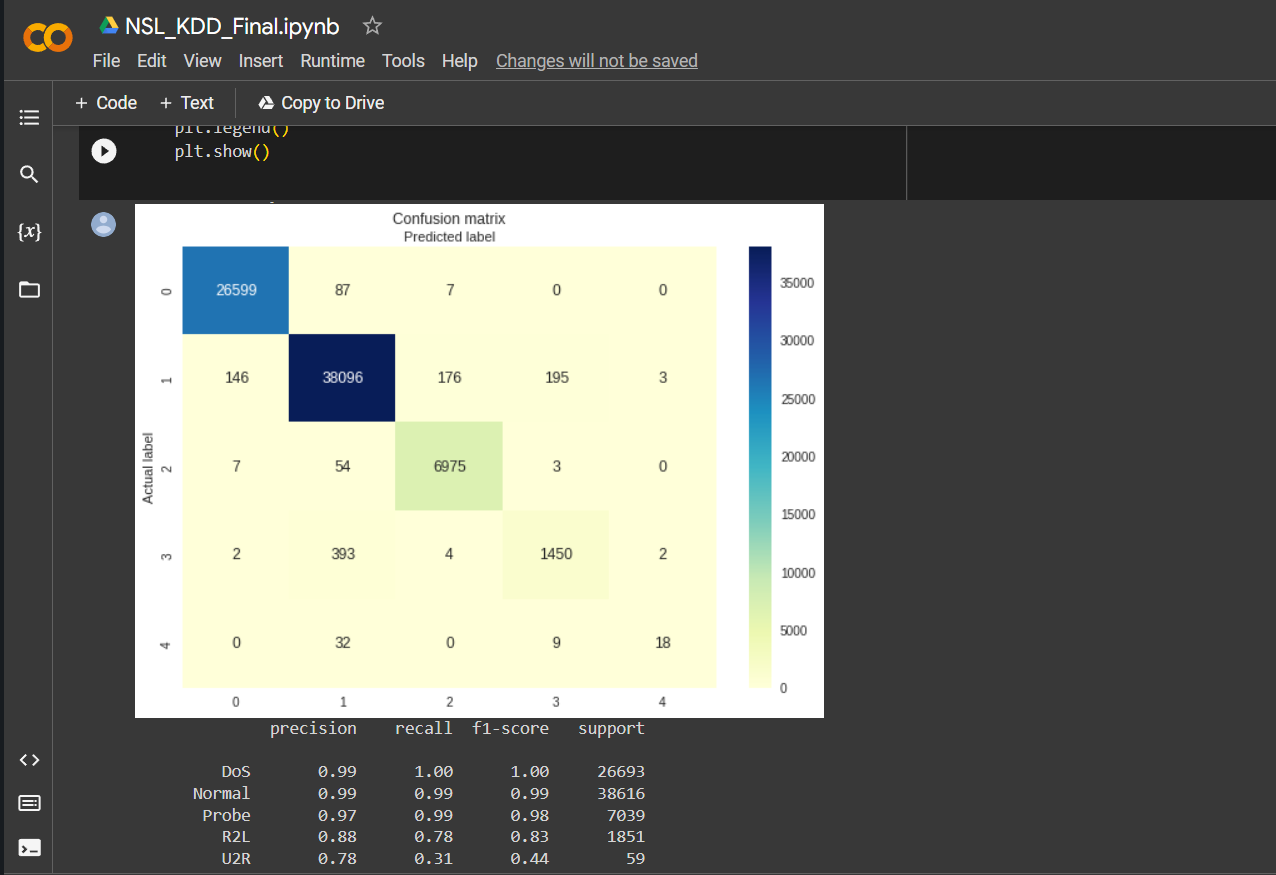 NSL_KDD_Final.ipynb
File Edit View Insert Runtime Tools Help Changes will not be saved
+ Code + Text Copy to Drive
plt.legend()
plt.show()
{x}
Confusion matrix
Predicted label
0 26599 87 7 0 0
1 146 38096 176 195 3
2 7 54 6975 3 0
3 2 393 4 1450 2
4 0 32 0 9 18
Actual label
0 1 2 3 4
35000
30000
25000
20000
15000
10000
5000
0
precision recall f1-score support
DoS 0.99 1.00 1.00 26693
Normal 0.99 0.99 0.99 38616
Probe 0.97 0.99 0.98 7039
R2L 0.88 0.78 0.83 1851
U2R 0.78 0.31 0.44 59